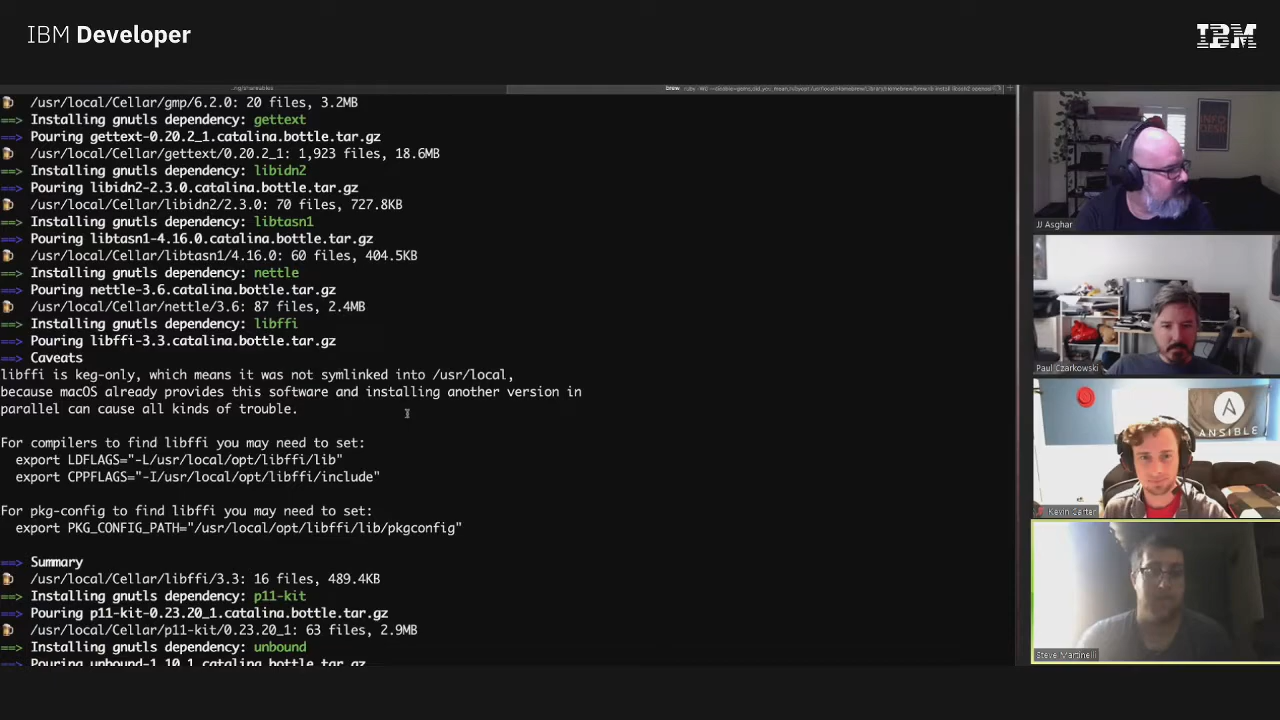 IBM Developer
IBM
brew
/usr/local/Cellar/gmp/6.2.0: 20 files, 3.2MB
==> Installing gnutls dependency: gettext
==> Pouring gettext-0.20.2_1.catalina.bottle.tar.gz
/usr/local/Cellar/gettext/0.20.2_1: 1,923 files, 18.6MB
==> Installing gnutls dependency: libidn2
==> Pouring libidn2-2.3.0.catalina.bottle.tar.gz
/usr/local/Cellar/libidn2/2.3.0: 70 files, 727.8KB
==> Installing gnutls dependency: libtasn1
==> Pouring libtasn1-4.16.0.catalina.bottle.tar.gz
/usr/local/Cellar/libtasn1/4.16.0: 60 files, 404.5KB
==> Installing gnutls dependency: nettle
==> Pouring nettle-3.6.catalina.bottle.tar.gz
/usr/local/Cellar/nettle/3.6: 87 files, 2.4MB
==> Installing gnutls dependency: libffi
==> Pouring libffi-3.3.catalina.bottle.tar.gz
==> Caveats
libffi is keg-only, which means it was not symlinked into /usr/local,
because macOS already provides this software and installing another version in
parallel can cause all kinds of trouble.
For compilers to find libffi you may need to set:
export LDFLAGS="-L/usr/local/opt/libffi/lib"
export CPPFLAGS="-I/usr/local/opt/libffi/include"
For pkg-config to find libffi you may need to set:
export PKG_CONFIG_PATH="/usr/local/opt/libffi/lib/pkgconfig"
==> Summary
/usr/local/Cellar/libffi/3.3: 16 files, 489.4KB
==> Installing gnutls dependency: p11-kit
==> Pouring p11-kit-0.23.20_1.catalina.bottle.tar.gz
/usr/local/Cellar/p11-kit/0.23.20_1: 63 files, 2.9MB
==> Installing gnutls dependency: unbound
==> Pouring unbound-1.10.1.catalina.bottle.tar.gz
INFO
DESK
JJ Asghar
Paul Czarkowski
ANSIBLE
Kevin Carter
Steve Martinelli